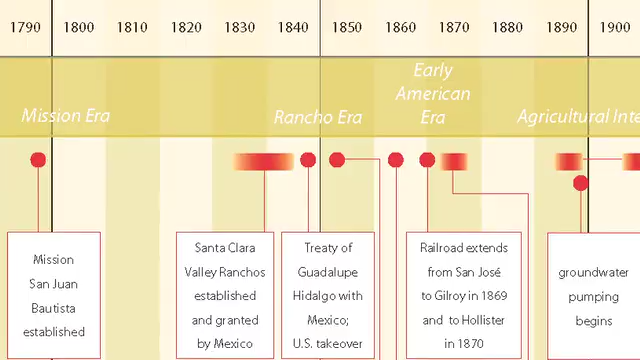 1790 1800 1810 1820 1830 1840 1850 1860 1870 1880 1890 1900
Mission Era
Rancho Era
Early
American
Era
Agricultural Inte
Mission
San Juan
Bautista
established
Santa Clara
Valley Ranchos
established
and granted
by Mexico
Treaty of
Guadalupe
Hidalgo with
Mexico;
U.S. takeover
Railroad extends
from San José
to Gilroy in 1869
and to Hollister
in 1870
groundwater
pumping
begins